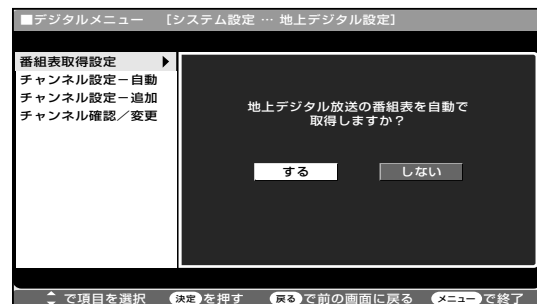 ■デジタルメニュー ［システム設定 … 地上デジタル設定］
番組表取得設定 ▶
チャンネル設定－自動
チャンネル設定－追加
チャンネル確認／変更
地上デジタル放送の番組表を自動で
取得しますか？
する しない
で項目を選択 決定を押す 戻るで前の画面に戻る メニューで終了